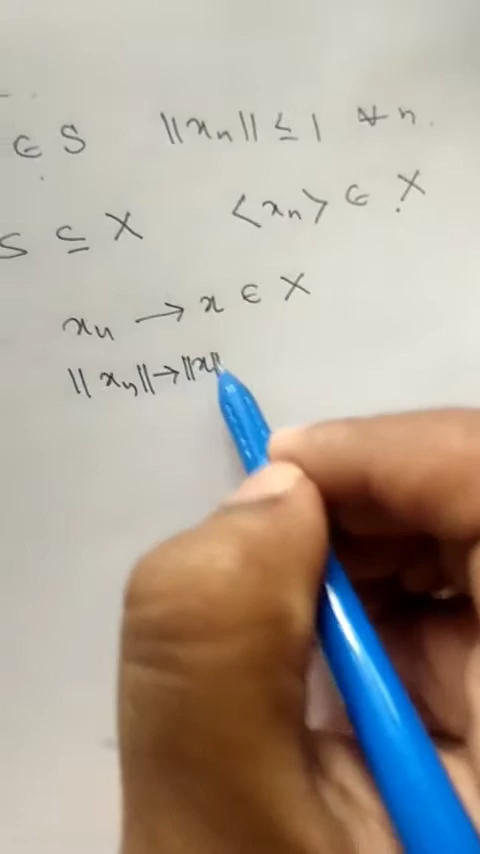 ∈ S ||xₙ|| ≤ 1 ∀ n.
S ⊆ X <xₙ> ∈ X
xₙ → x ∈ X
||xₙ|| → ||x||